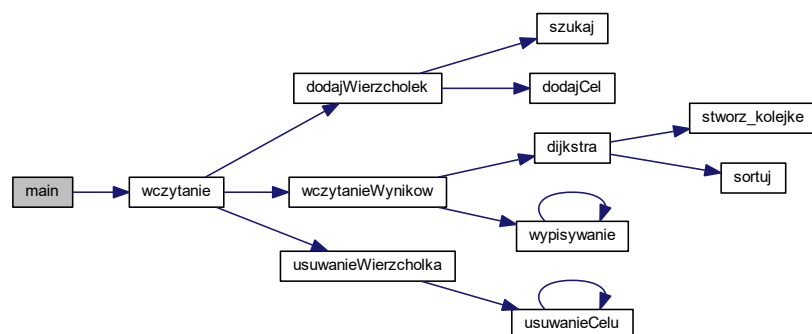 szukaj
dodajWierzcholek
dodajCel
stworz_kolejke
dijkstra
sortuj
main
wczytanie
wczytanieWynikow
wypisywanie
usuwanieWierzcholka
usuwanieCelu